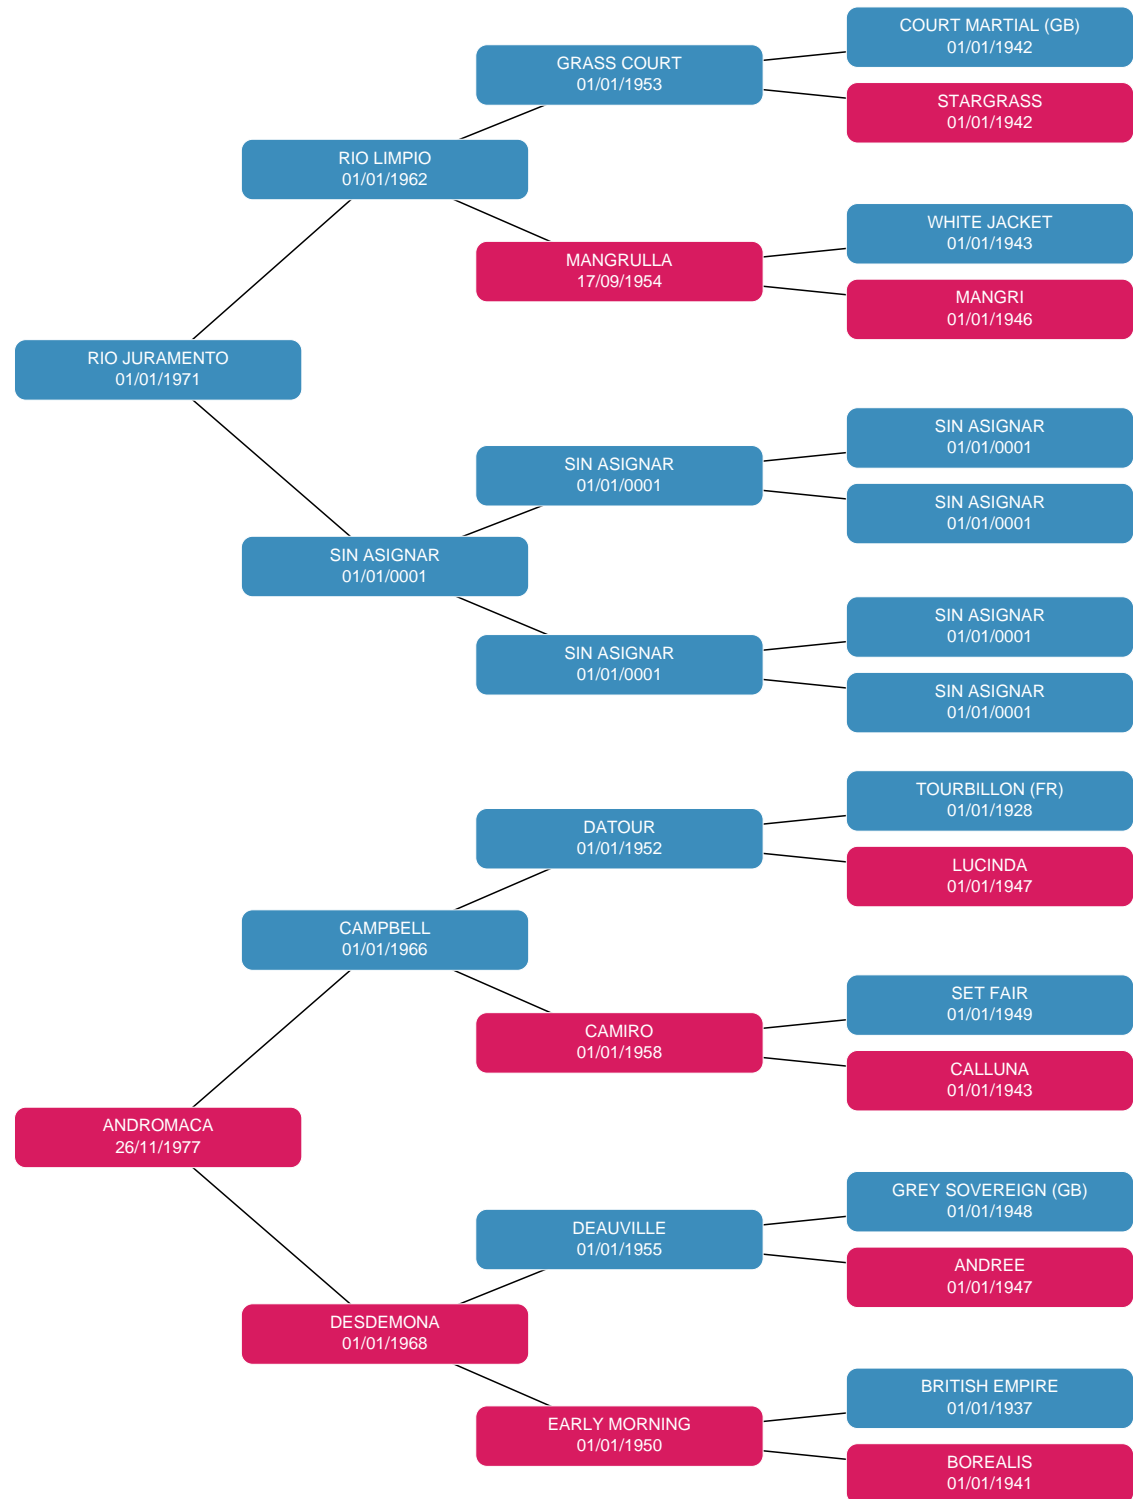 COURT MARTIAL (GB)
01/01/1942
GRASS COURT
01/01/1953
STARGRASS
01/01/1942
RIO LIMPIO
01/01/1962
WHITE JACKET
01/01/1943
MANGRULLA
17/09/1954
MANGRI
01/01/1946
RIO JURAMENTO
01/01/1971
SIN ASIGNAR
01/01/0001
SIN ASIGNAR
01/01/0001
SIN ASIGNAR
01/01/0001
SIN ASIGNAR
01/01/0001
SIN ASIGNAR
01/01/0001
SIN ASIGNAR
01/01/0001
SIN ASIGNAR
01/01/0001
TOURBILLON (FR)
01/01/1928
DATOUR
01/01/1952
LUCINDA
01/01/1947
CAMPBELL
01/01/1966
SET FAIR
01/01/1949
CAMIRO
01/01/1958
CALLUNA
01/01/1943
ANDROMACA
26/11/1977
GREY SOVEREIGN (GB)
01/01/1948
DEAUVILLE
01/01/1955
ANDREE
01/01/1947
DESDEMONA
01/01/1968
BRITISH EMPIRE
01/01/1937
EARLY MORNING
01/01/1950
BOREALIS
01/01/1941